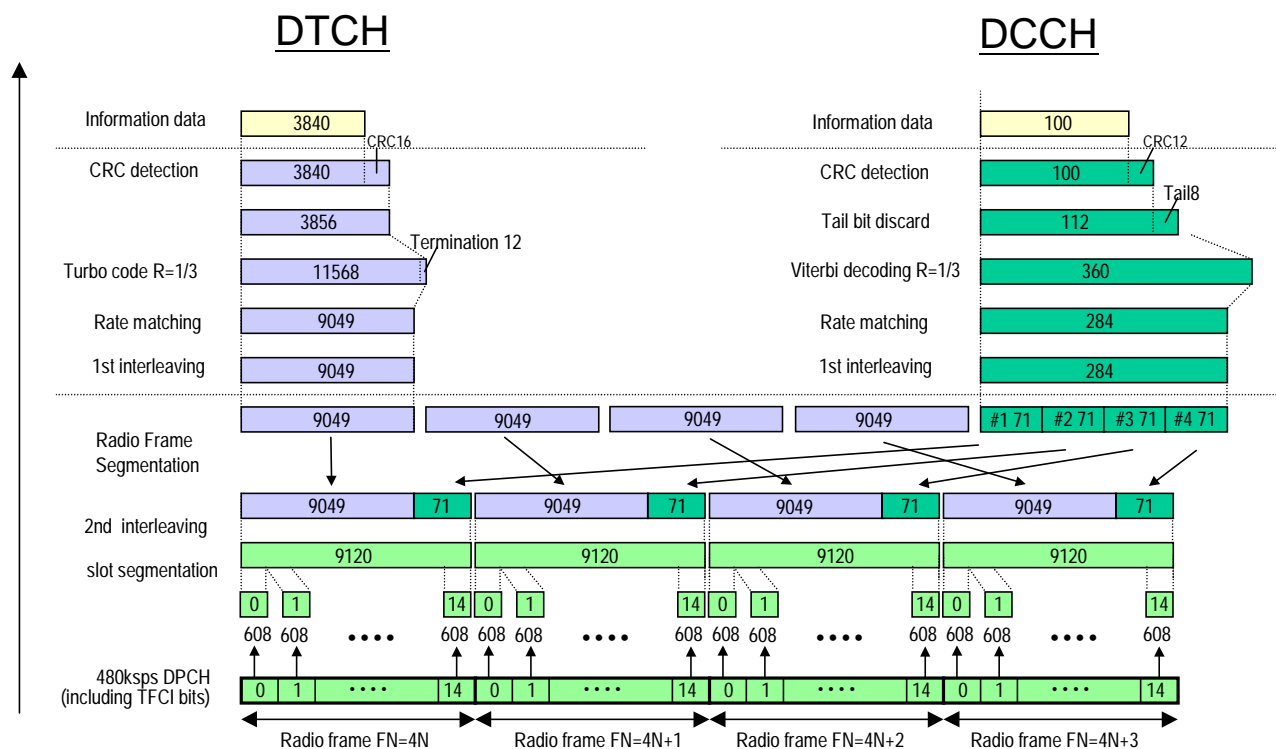 DTCH DCCH
Information data 3840 Information data 100
CRC16 CRC12
CRC detection 3840 CRC detection 100
Tail8
3856 Tail bit discard 112
Termination 12
Turbo code R=1/3 11568 Viterbi decoding R=1/3 360
Rate matching 9049 Rate matching 284
1st interleaving 9049 1st interleaving 284
9049 9049 9049 9049 #1 71 #2 71 #3 71 #4 71
Radio Frame
Segmentation
9049 71 9049 71 9049 71 9049 71
2nd interleaving
9120 9120 9120 9120
slot segmentation
0 1 14 0 1 14 0 1 14 0 1 14
608 608 •••• 608 608 608 •••• 608 608 608 •••• 608 608 608 •••• 608
480ksps DPCH
(including TFCI bits)
0 1 •••• 14 0 1 •••• 14 0 1 •••• 14 0 1 •••• 14
Radio frame FN=4N Radio frame FN=4N+1 Radio frame FN=4N+2 Radio frame FN=4N+3